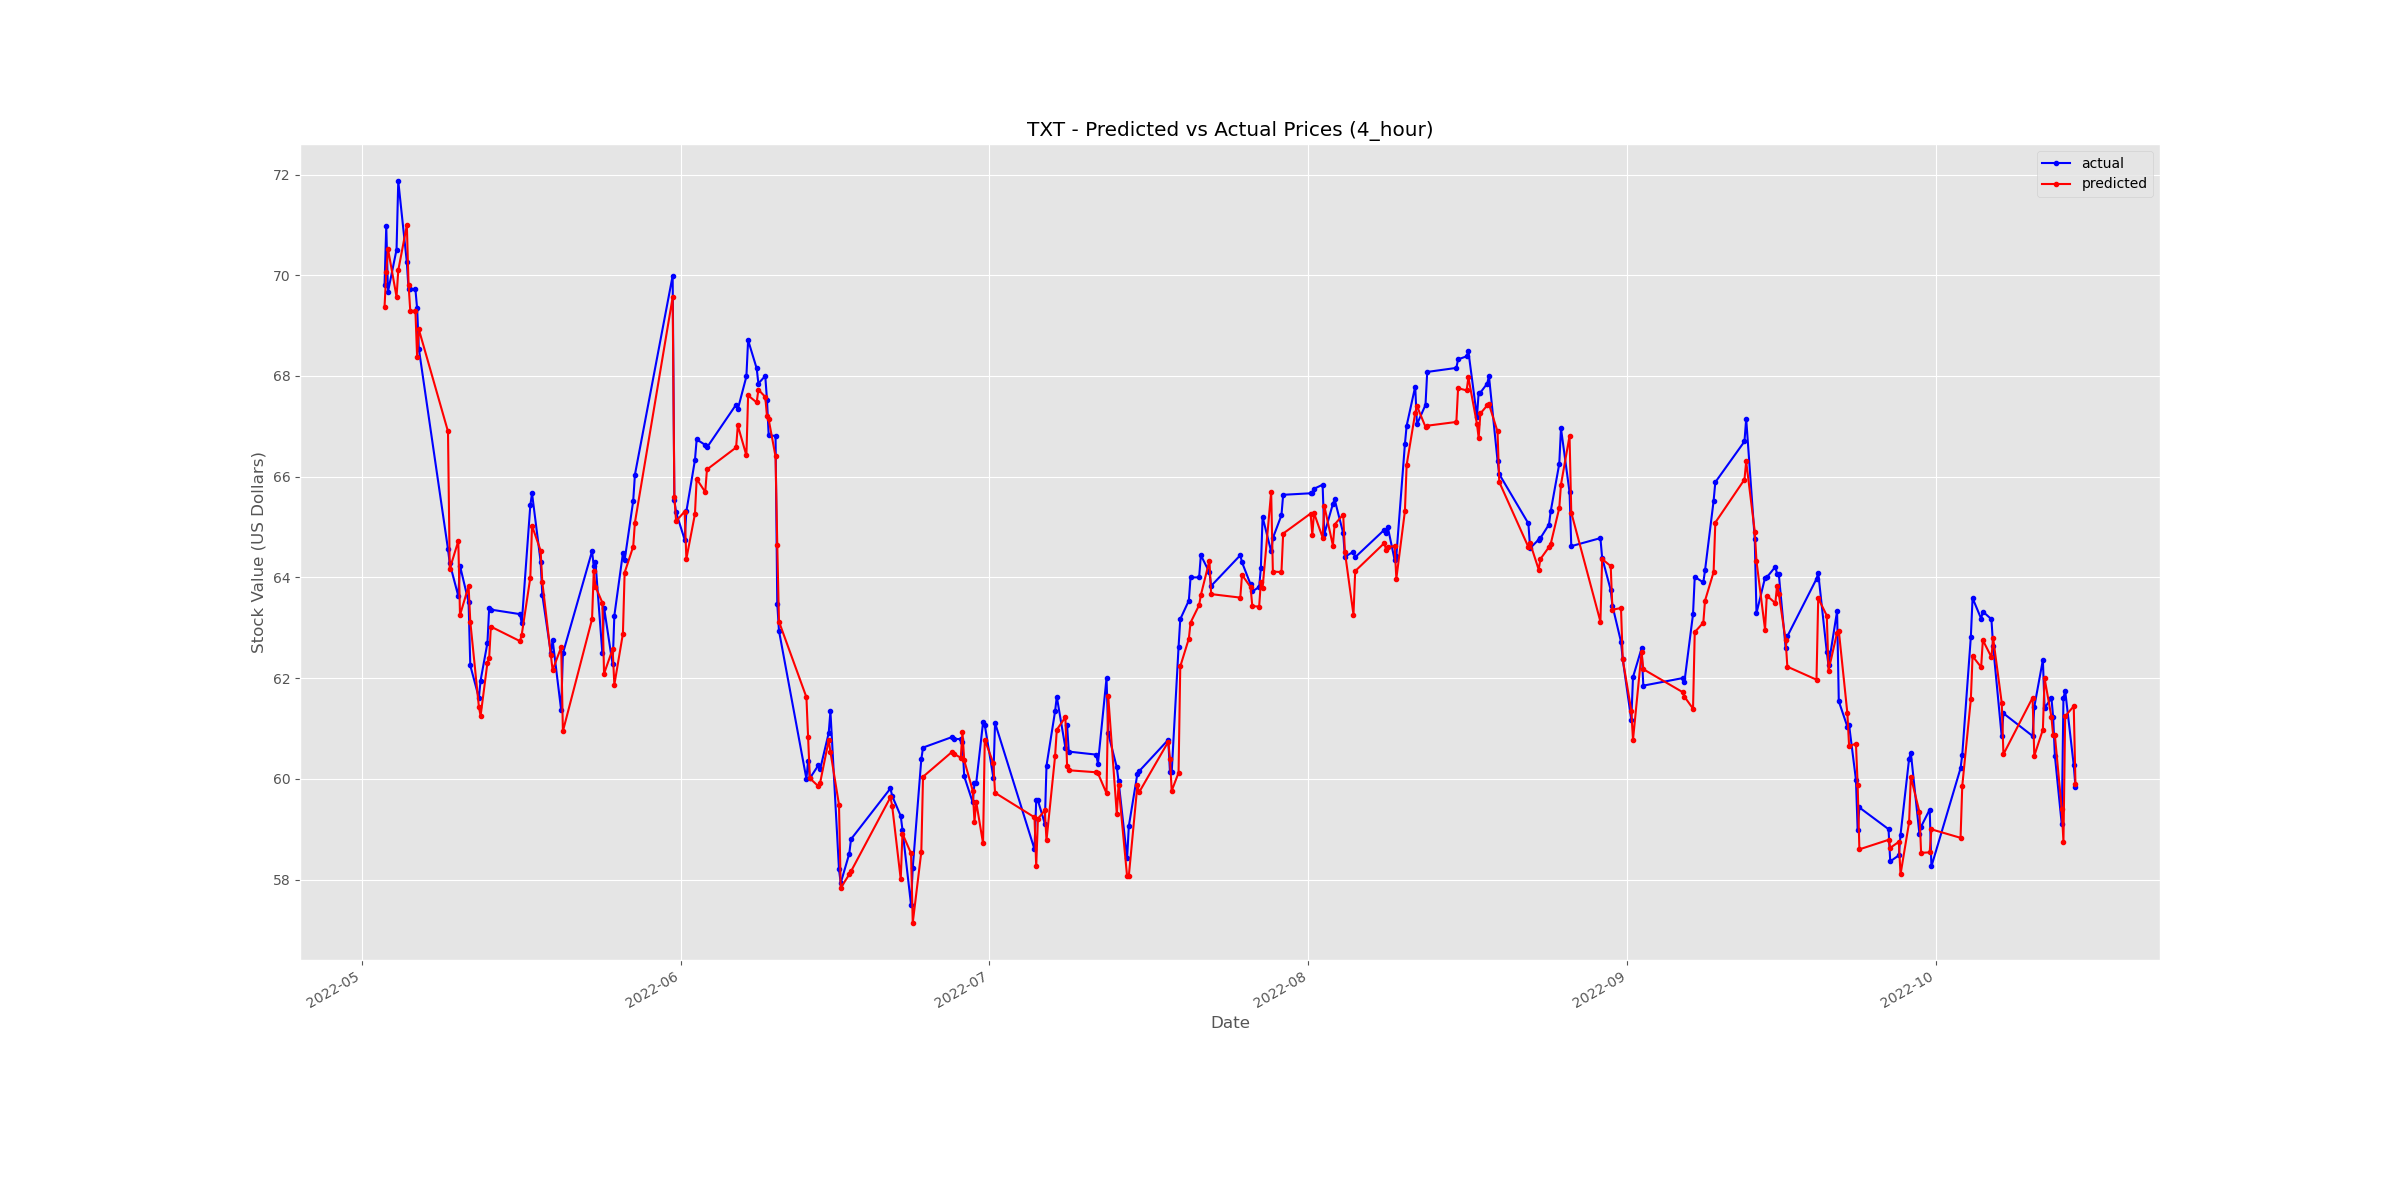 TXT - Predicted vs Actual Prices (4_hour)
actual
predicted
72
70
68
66
64
62
60
58
Stock Value (US Dollars)
2022-05
2022-06
2022-07
2022-08
2022-09
2022-10
Date